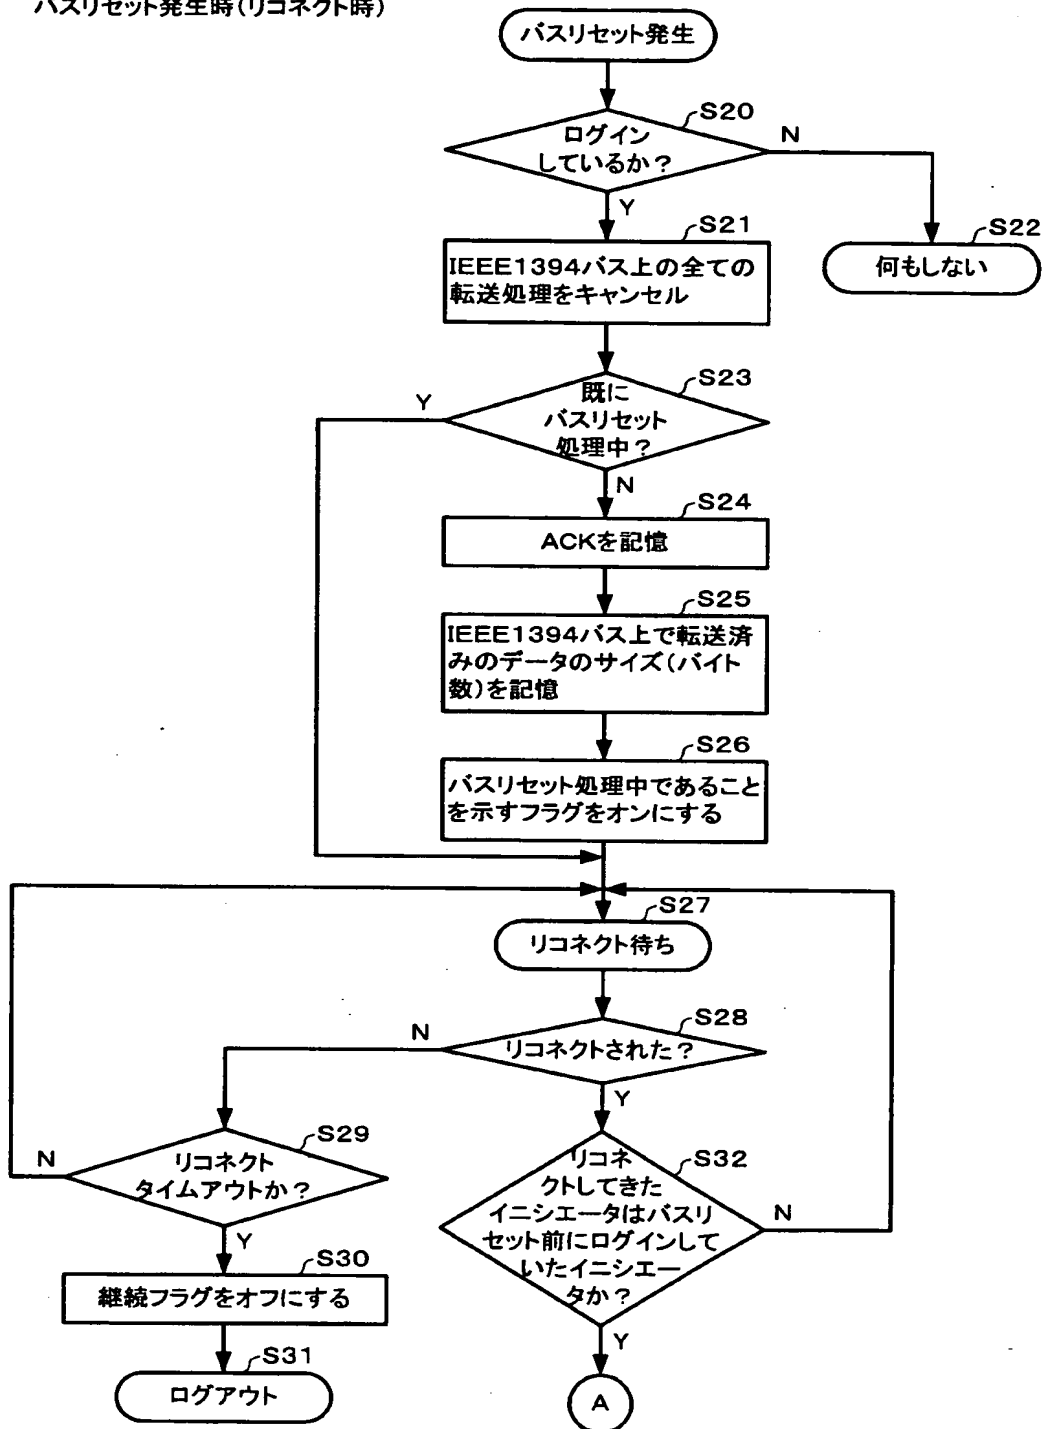 バスリセット発生時(リコネクト時)
バスリセット発生
S20
ログイン
しているか？
N
Y
S21
S22
IEEE1394バス上の全ての
転送処理をキャンセル
何もしない
S23
既に
バスリセット
処理中？
Y
N
S24
ACKを記憶
S25
IEEE1394バス上で転送済
みのデータのサイズ(バイト
数)を記憶
S26
バスリセット処理中であること
を示すフラグをオンにする
S27
リコネクト待ち
S28
リコネクトされた？
N
Y
S29
リコネクト
タイムアウトか？
N
Y
S32
リコネ
クトしてきた
イニシエータはバスリ
セット前にログインして
いたイニシエー
タか？
N
Y
S30
継続フラグをオフにする
S31
ログアウト
A